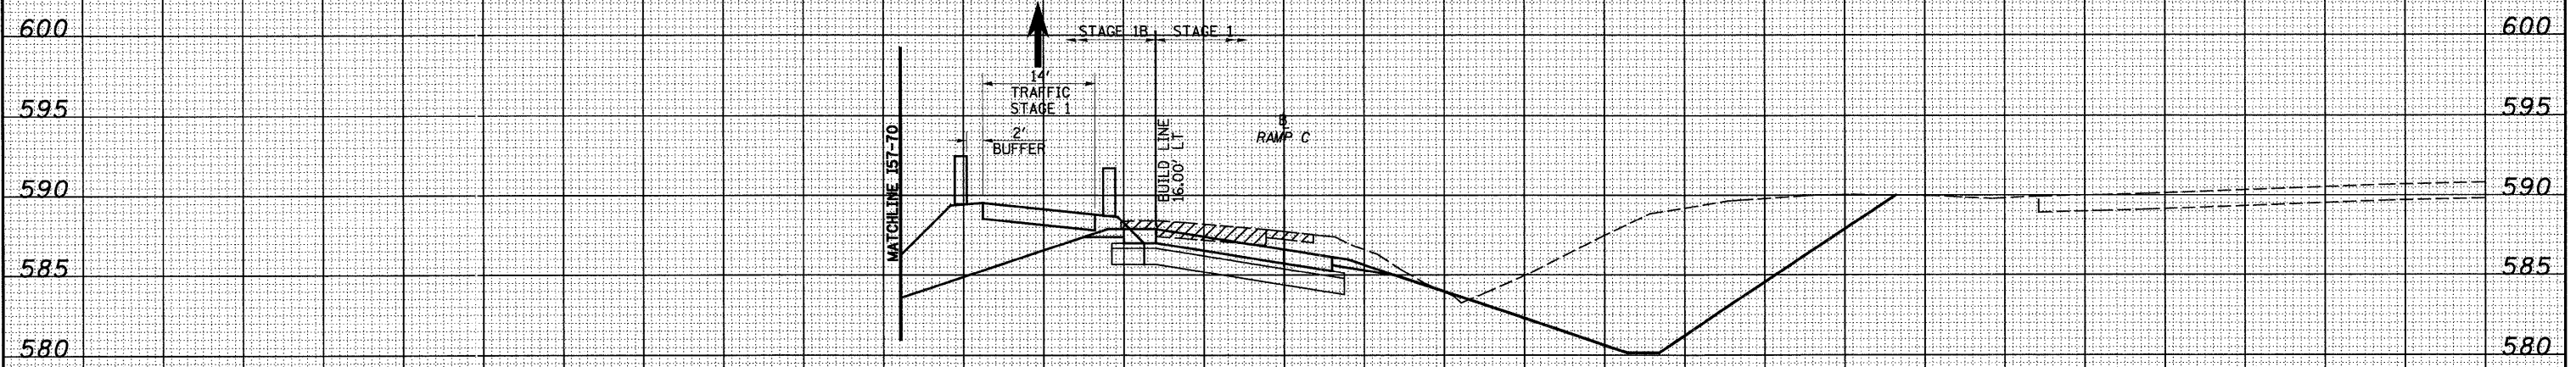 600
STAGE 1B
STAGE 1
600
14'
TRAFFIC
STAGE 1
595
595
2'
BUFFER
MATCHLINE I57-70
BUILD LINE
16.00' LT
B
RAMP C
590
590
585
585
580
580